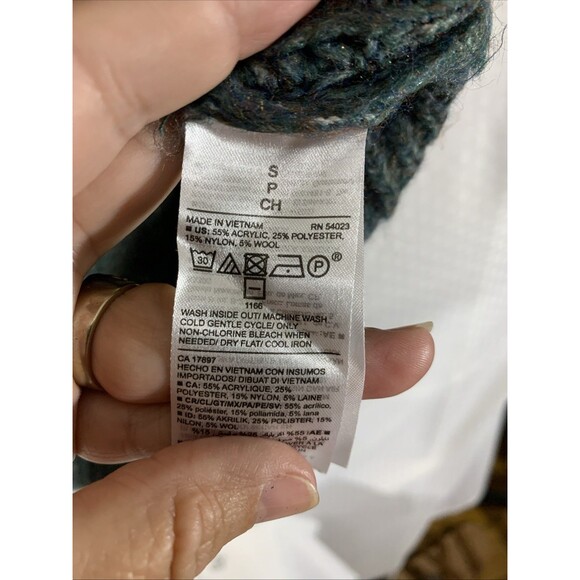 S
P
CH
MADE IN VIETNAM RN 54023
■ US: 55% ACRYLIC, 25% POLYESTER,
15% NYLON, 5% WOOL
30 P ®
1166
WASH INSIDE OUT/ MACHINE WASH
COLD GENTLE CYCLE/ ONLY
NON-CHLORINE BLEACH WHEN
NEEDED/ DRY FLAT/ COOL IRON
CA 17897
HECHO EN VIETNAM CON INSUMOS
IMPORTADOS/ DIBUAT DI VIETNAM
■ CA: 55% ACRYLIQUE, 25%
POLYESTER, 15% NYLON, 5% LAINE
■ CR/CL/GT/MX/PA/PE/SV: 55% acrílico,
25% poliéster, 15% poliamida, 5% lana
■ ID: 55% AKRILIK, 25% POLISTER, 15%
NILON, 5% WOL